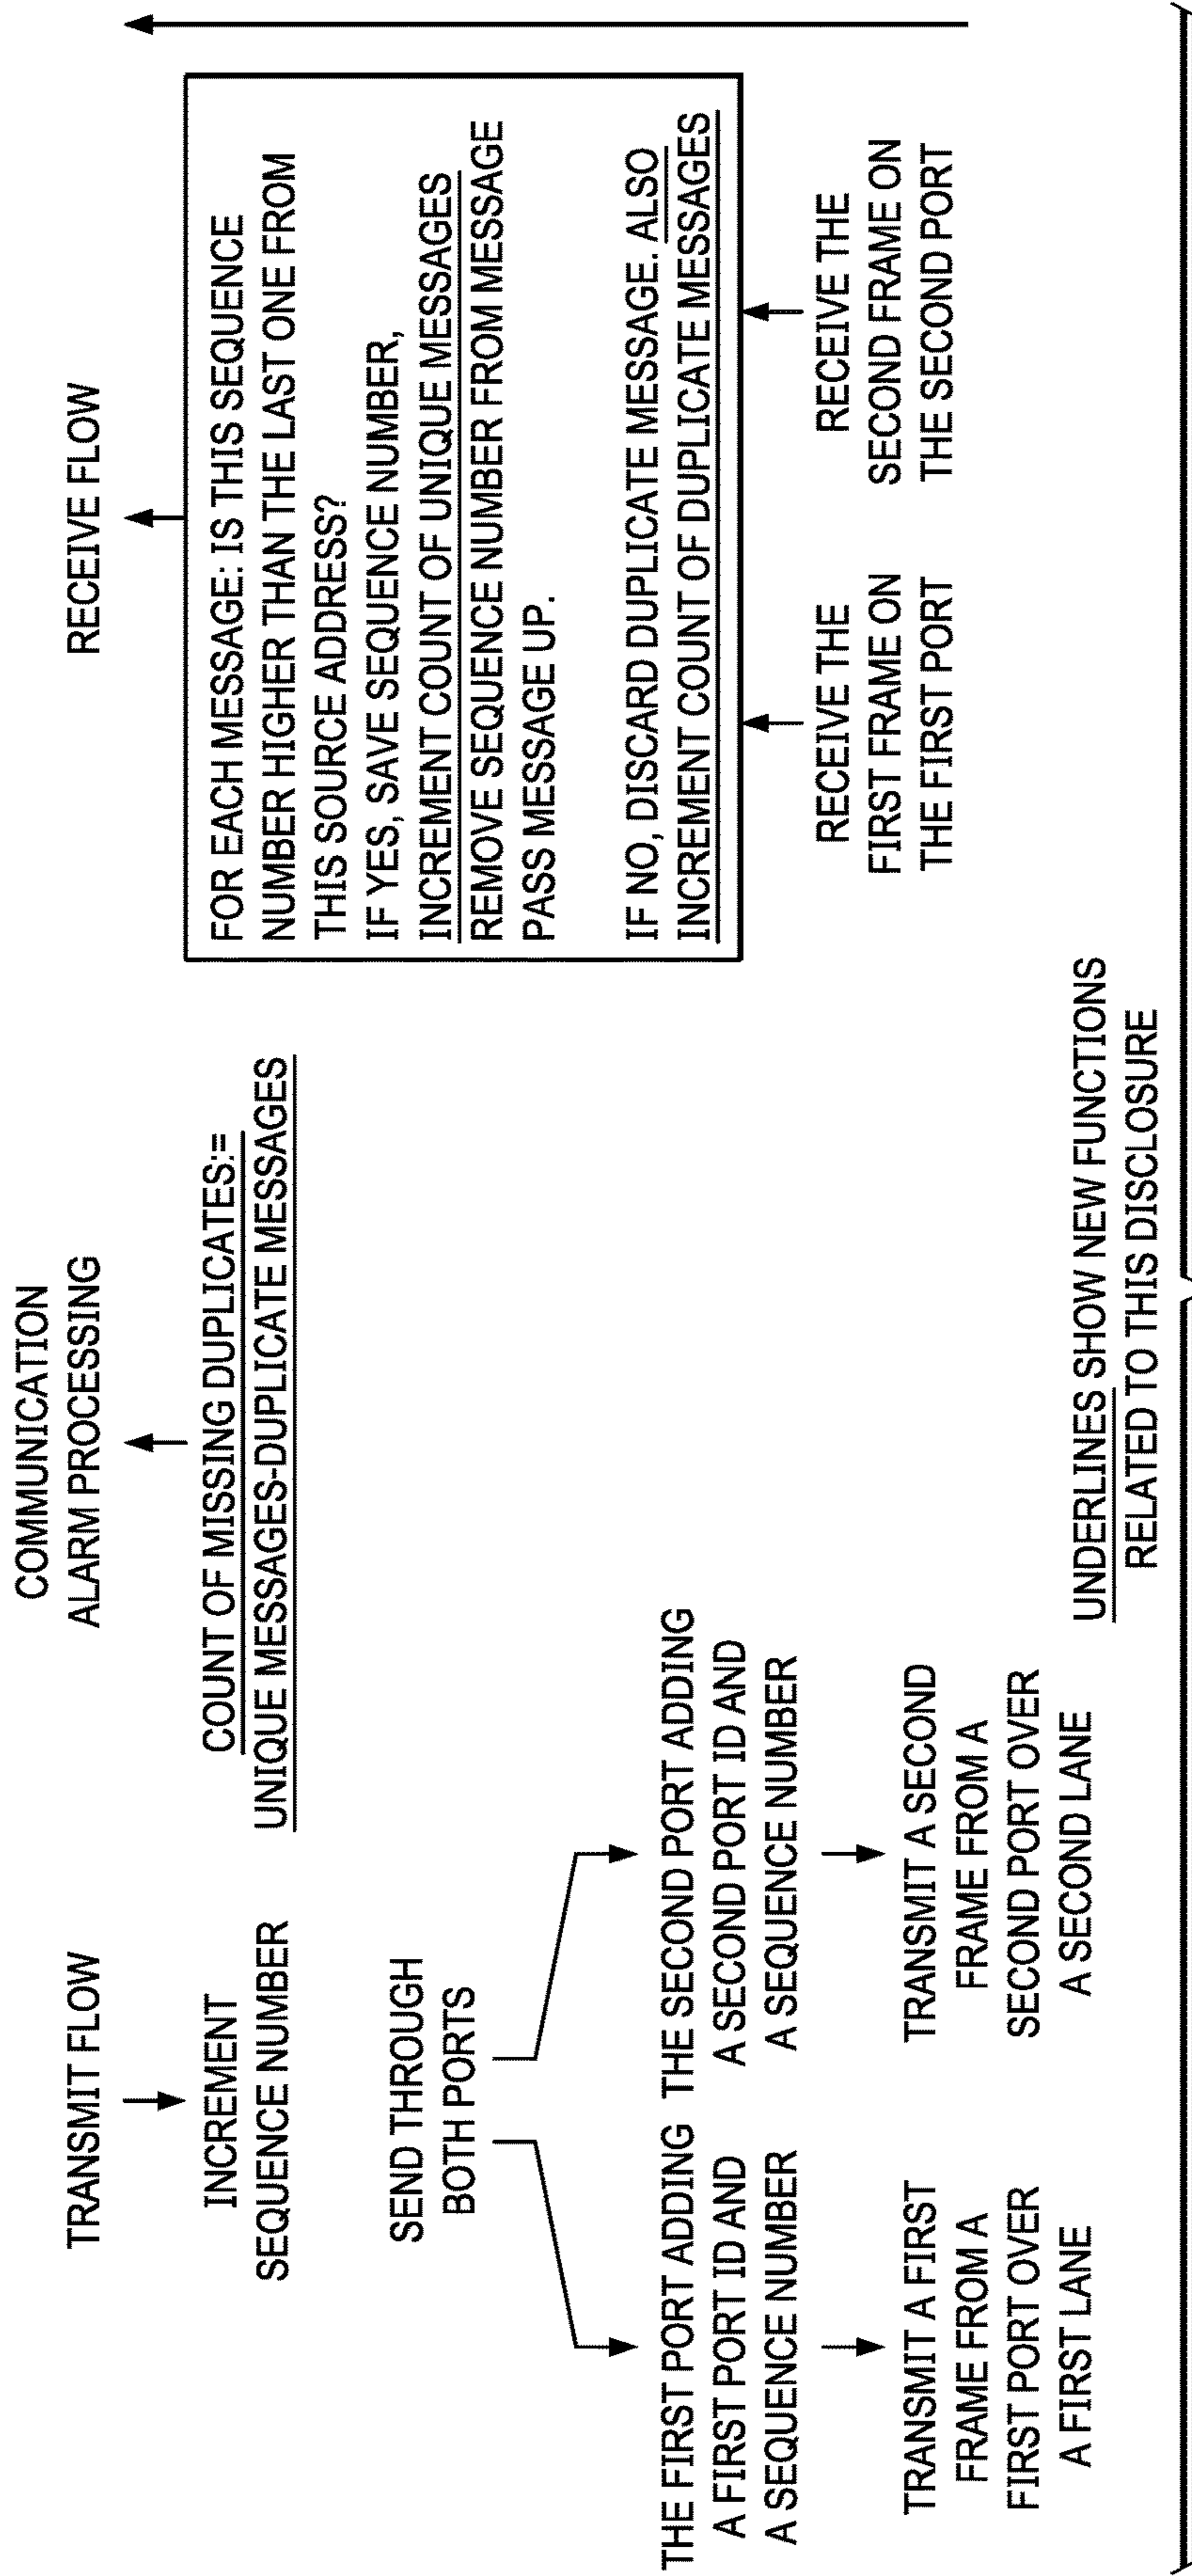 TRANSMIT FLOW
INCREMENT
SEQUENCE NUMBER
SEND THROUGH
BOTH PORTS
THE FIRST PORT ADDING
A FIRST PORT ID AND
A SEQUENCE NUMBER
THE SECOND PORT ADDING
A SECOND PORT ID AND
A SEQUENCE NUMBER
TRANSMIT A FIRST
FRAME FROM A
FIRST PORT OVER
A FIRST LANE
TRANSMIT A SECOND
FRAME FROM A
SECOND PORT OVER
A SECOND LANE
COMMUNICATION
ALARM PROCESSING
COUNT OF MISSING DUPLICATES:=
UNIQUE MESSAGES-DUPLICATE MESSAGES
UNDERLINES SHOW NEW FUNCTIONS
RELATED TO THIS DISCLOSURE
RECEIVE FLOW
FOR EACH MESSAGE: IS THIS SEQUENCE
NUMBER HIGHER THAN THE LAST ONE FROM
THIS SOURCE ADDRESS?
IF YES, SAVE SEQUENCE NUMBER,
INCREMENT COUNT OF UNIQUE MESSAGES
REMOVE SEQUENCE NUMBER FROM MESSAGE
PASS MESSAGE UP.
IF NO, DISCARD DUPLICATE MESSAGE. ALSO
INCREMENT COUNT OF DUPLICATE MESSAGES
RECEIVE THE
FIRST FRAME ON
THE FIRST PORT
RECEIVE THE
SECOND FRAME ON
THE SECOND PORT